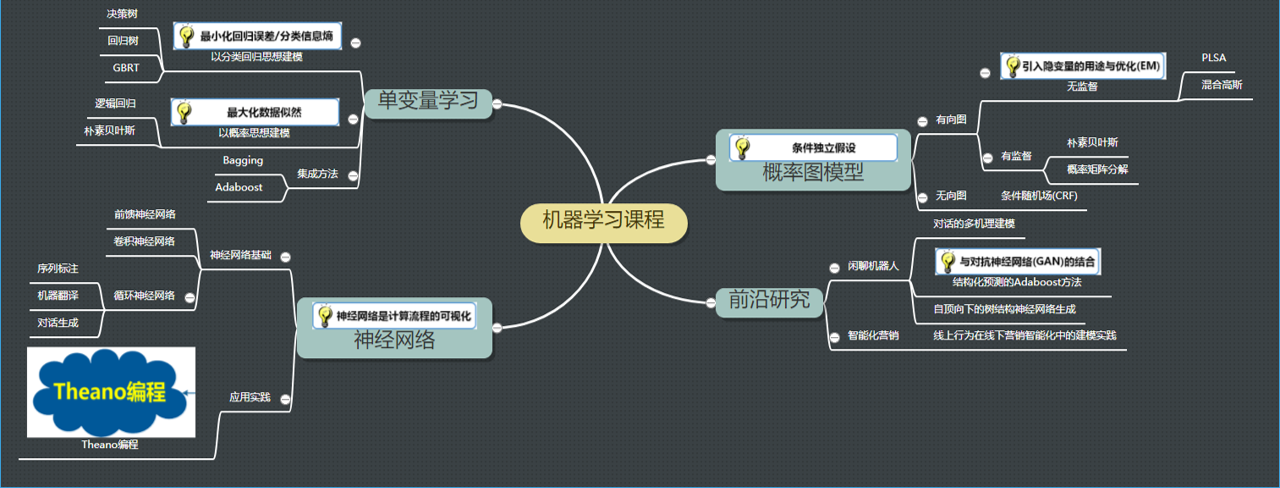 机器学习课程
单变量学习
最小化回归误差/分类信息熵
以分类回归思想建模
决策树
回归树
GBRT
最大化数据似然
以概率思想建模
逻辑回归
朴素贝叶斯
集成方法
Bagging
Adaboost
神经网络是计算流程的可视化
神经网络
神经网络基础
前馈神经网络
卷积神经网络
循环神经网络
序列标注
机器翻译
对话生成
应用实践
Theano编程
Theano编程
条件独立假设
概率图模型
有向图
引入隐变量的用途与优化(EM)
无监督
PLSA
混合高斯
有监督
朴素贝叶斯
概率矩阵分解
无向图
条件随机场(CRF)
前沿研究
闲聊机器人
对话的多机理建模
与对抗神经网络(GAN)的结合
结构化预测的Adaboost方法
自顶向下的树结构神经网络生成
智能化营销
线上行为在线下营销智能化中的建模实践